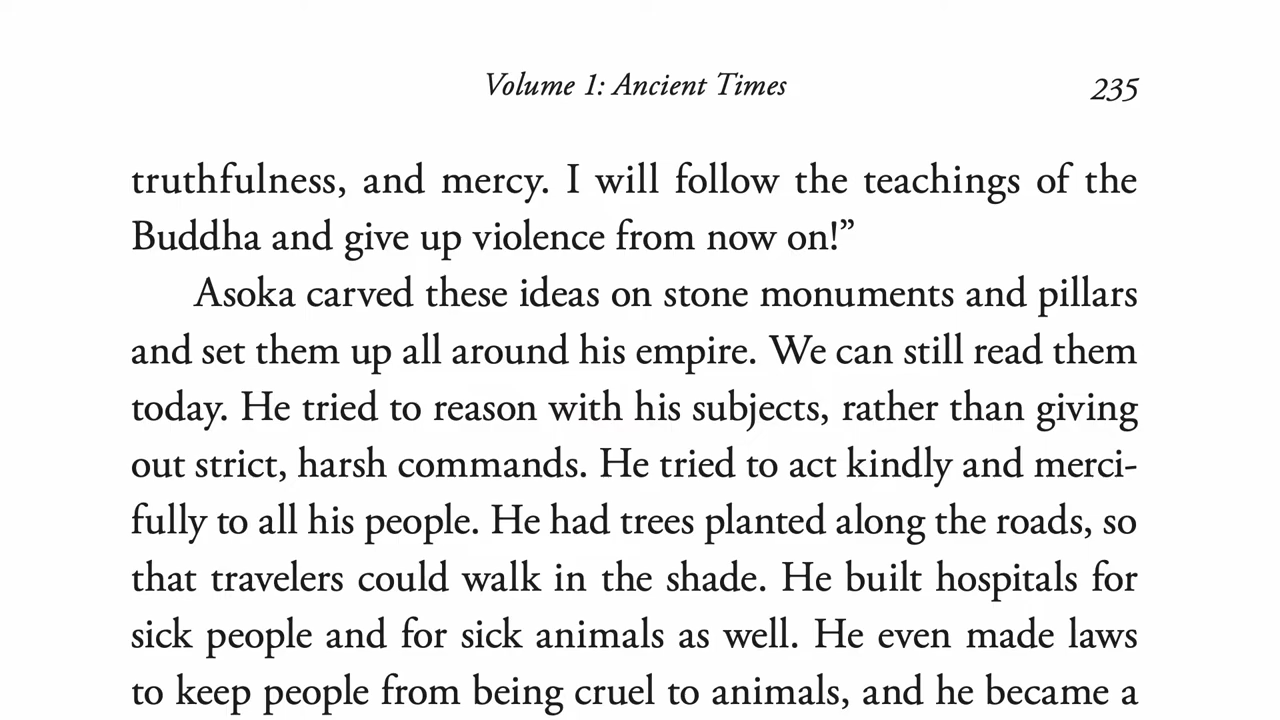 Volume 1: Ancient Times 235
truthfulness, and mercy. I will follow the teachings of the
Buddha and give up violence from now on!”
Asoka carved these ideas on stone monuments and pillars
and set them up all around his empire. We can still read them
today. He tried to reason with his subjects, rather than giving
out strict, harsh commands. He tried to act kindly and merci-
fully to all his people. He had trees planted along the roads, so
that travelers could walk in the shade. He built hospitals for
sick people and for sick animals as well. He even made laws
to keep people from being cruel to animals, and he became a